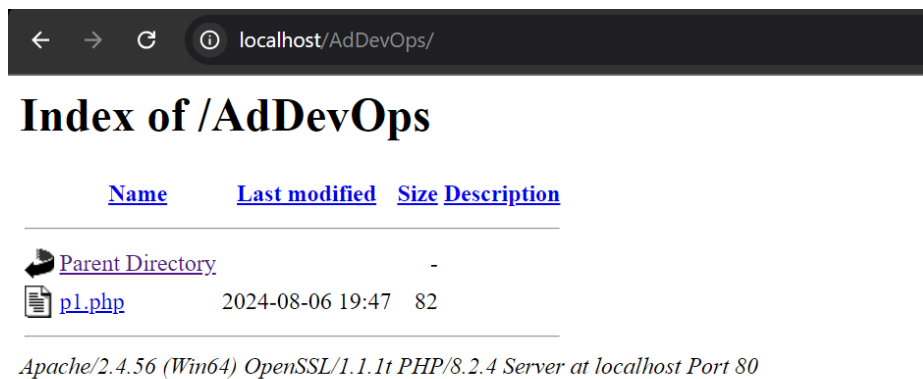 localhost/AdDevOps/
Index of /AdDevOps
Name Last modified Size Description
Parent Directory -
p1.php 2024-08-06 19:47 82
Apache/2.4.56 (Win64) OpenSSL/1.1.1t PHP/8.2.4 Server at localhost Port 80